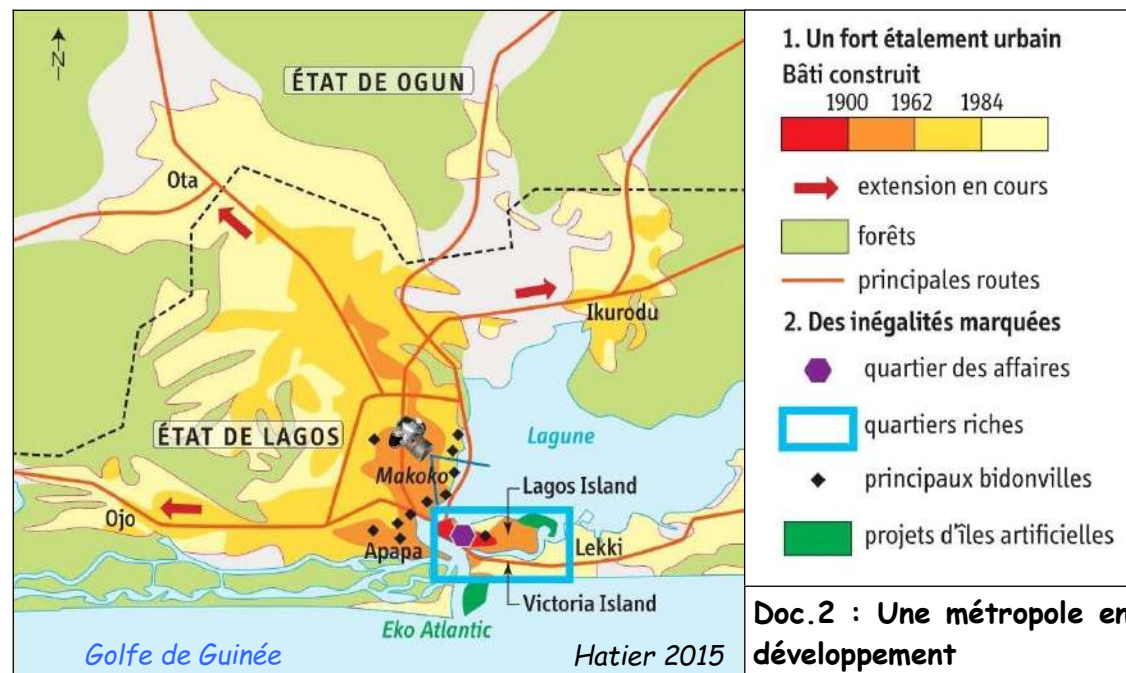 N
ÉTAT DE OGUN
Ota
Ikurodu
ÉTAT DE LAGOS
Lagune
Makoko
Lagos Island
Ojo
Apapa
Lekki
Victoria Island
Eko Atlantic
Golfe de Guinée
Hatier 2015
1. Un fort étalement urbain
Bâti construit
1900 1962 1984
extension en cours
forêts
principales routes
2. Des inégalités marquées
quartier des affaires
quartiers riches
principaux bidonvilles
projets d'îles artificielles
Doc.2 : Une métropole en
développement